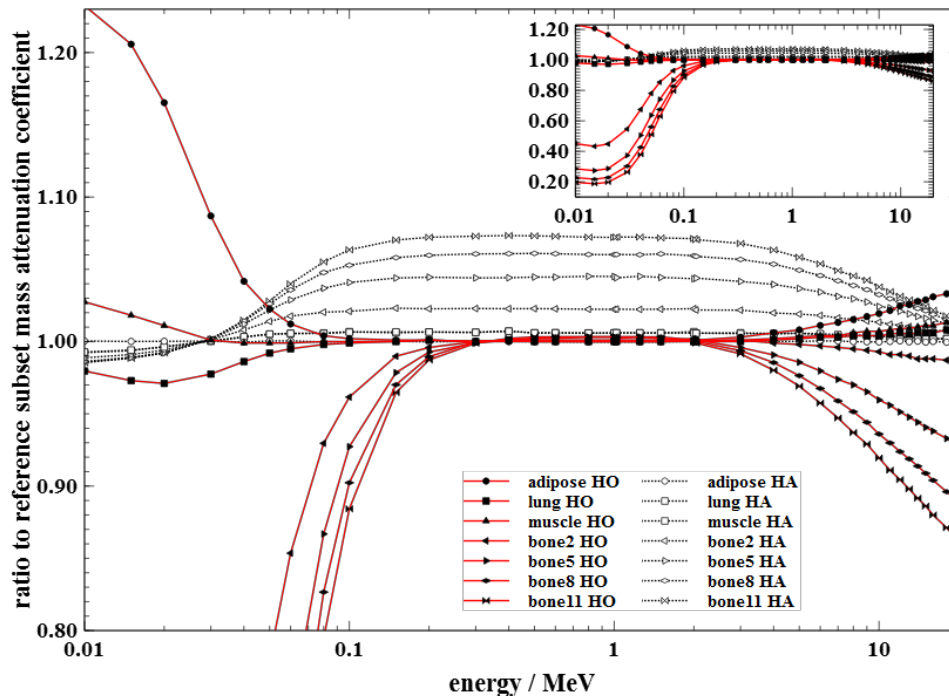 ratio to reference subset mass attenuation coefficient
1.20
1.10
1.00
0.90
0.80
0.01
0.1
1
10
energy / MeV
1.20
1.00
0.80
0.60
0.40
0.20
0.01
0.1
1
10
adipose HO
lung HO
muscle HO
bone2 HO
bone5 HO
bone8 HO
bone11 HO
adipose HA
lung HA
muscle HA
bone2 HA
bone5 HA
bone8 HA
bone11 HA